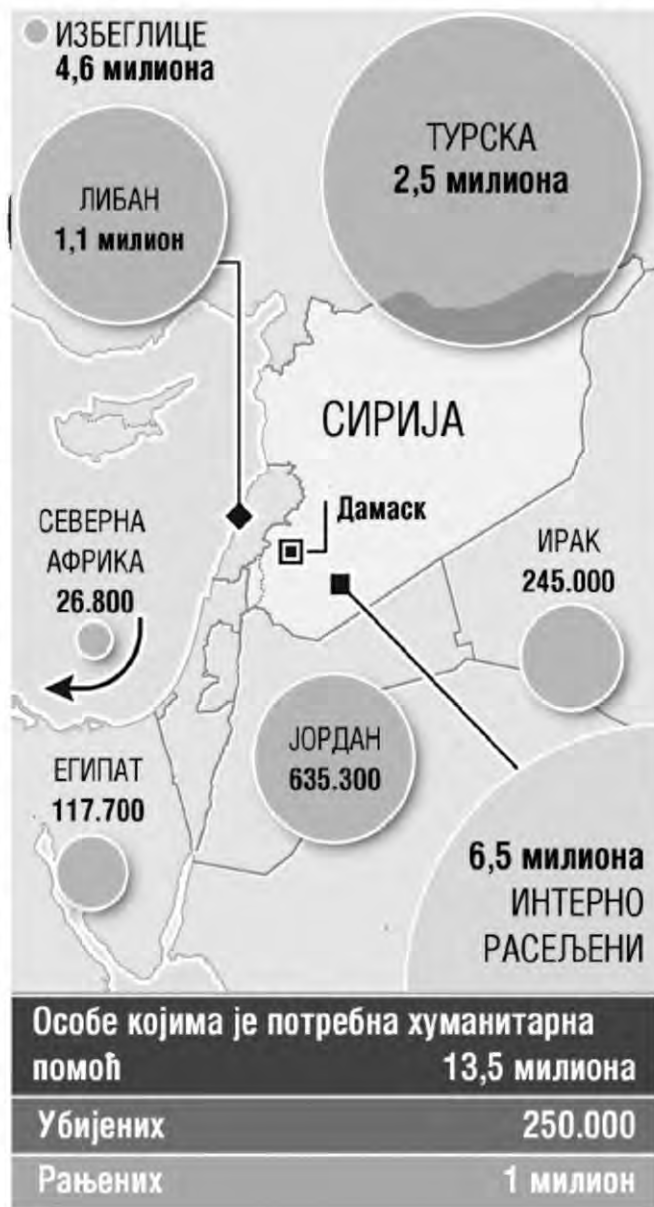 ИЗБЕГЛИЦЕ
4,6 милиона
ТУРСКА
2,5 милиона
ЛИБАН
1,1 милион
СИРИЈА
Дамаск
СЕВЕРНА
АФРИКА
26.800
ИРАК
245.000
ЈОРДАН
635.300
ЕГИПАТ
117.700
6,5 милиона
ИНТЕРНО
РАСЕЉЕНИ
Особе којима је потребна хуманитарна
помоћ 13,5 милиона
Убијених 250.000
Рањених 1 милион